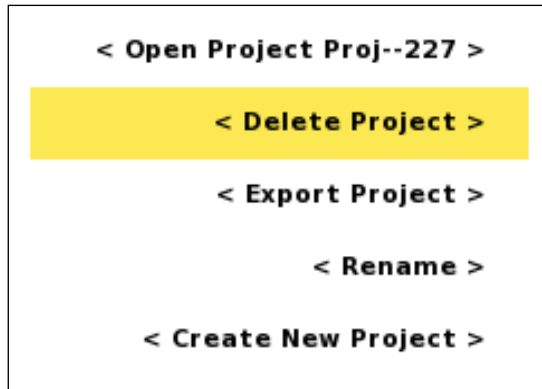 < Open Project Proj--227 >
< Delete Project >
< Export Project >
< Rename >
< Create New Project >